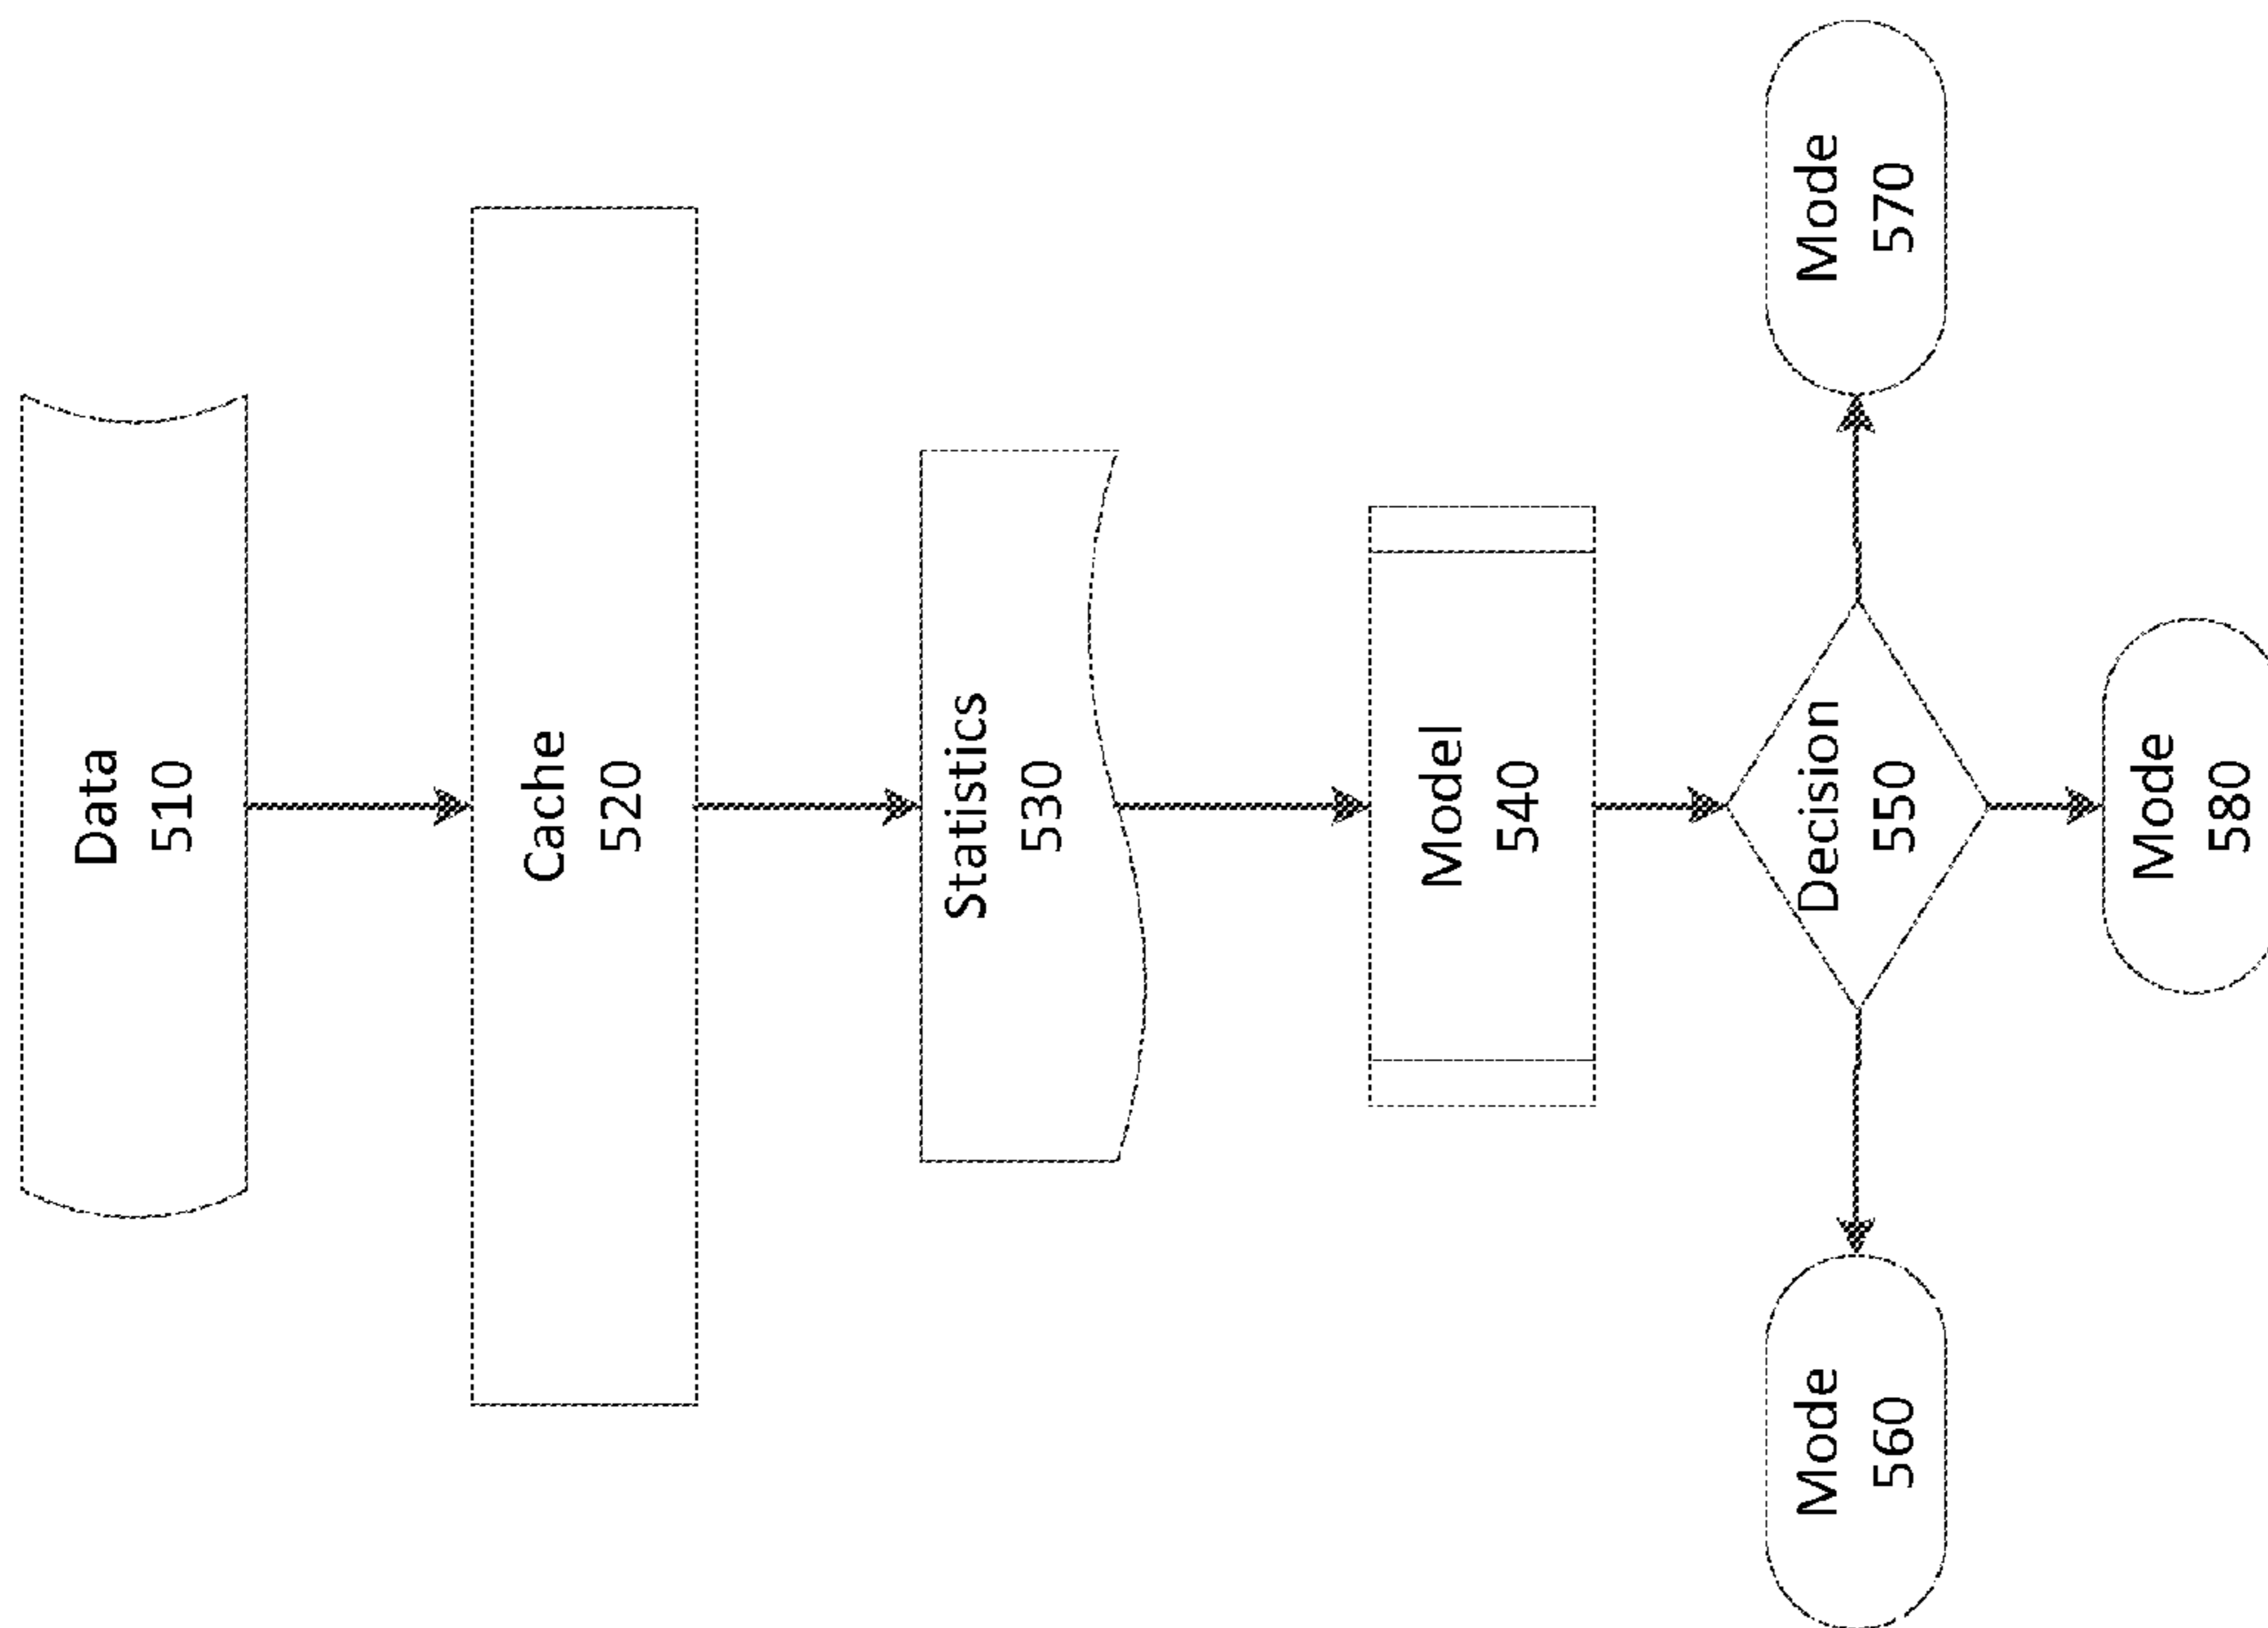 Data
510
Cache
520
Statistics
530
Model
540
Decision
550
Mode
560
Mode
570
Mode
580